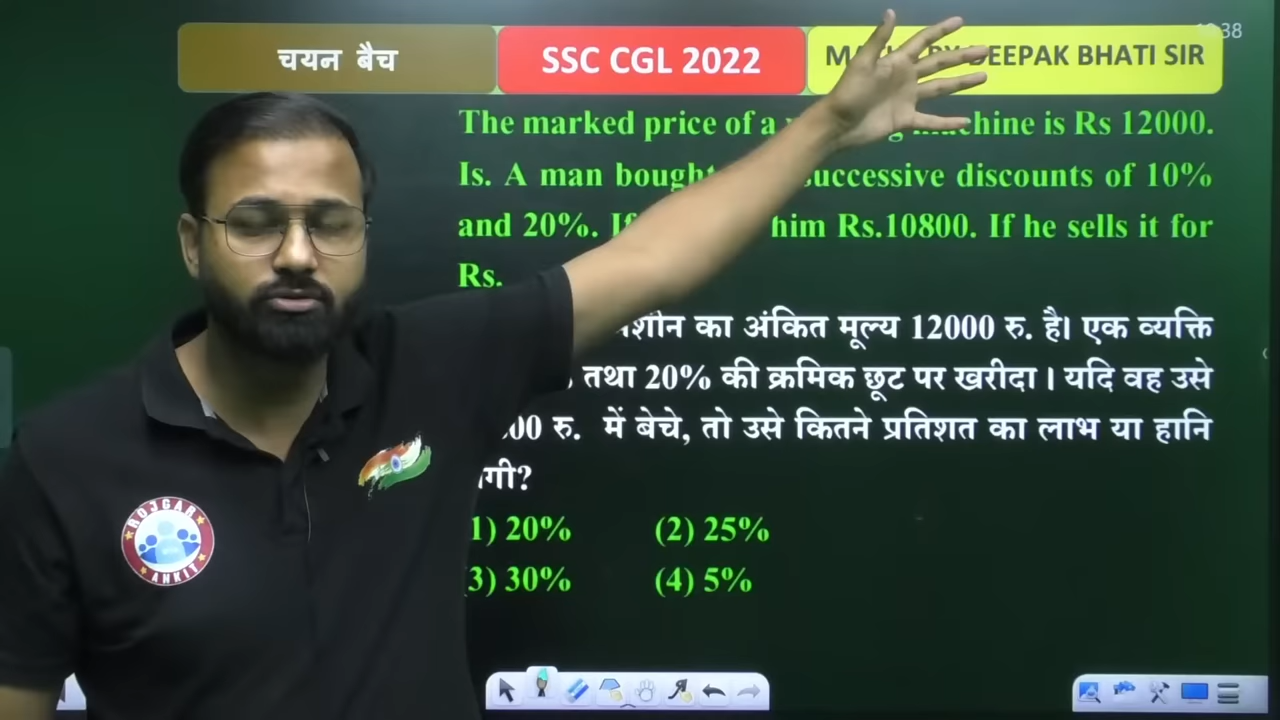 चयन बैच
SSC CGL 2022
DEEPAK BHATI SIR
38
The marked price of a machine is Rs 12000.
Is. A man bought successive discounts of 10%
and 20%. If him Rs.10800. If he sells it for
Rs.
का अंकित मूल्य 12000 रु. है। एक व्यक्ति
तथा 20% की क्रमिक छूट पर खरीदा । यदि वह उसे
00 रु. में बेचे, तो उसे कितने प्रतिशत का लाभ या हानि
गी?
1) 20% (2) 25%
3) 30% (4) 5%
ROJGAR
ANKIT